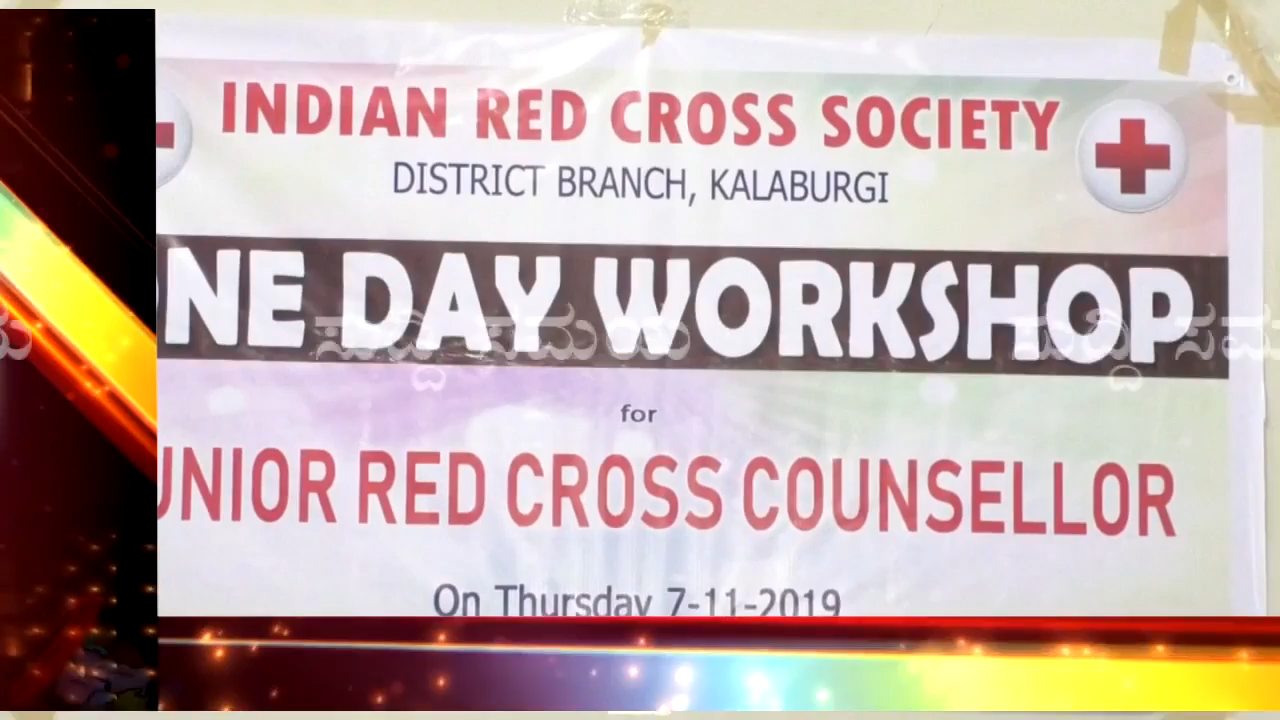 INDIAN RED CROSS SOCIETY
DISTRICT BRANCH, KALABURGI
NE DAY WORKSHOP
for
UNIOR RED CROSS COUNSELLOR
On Thursday 7-11-2019
ಸುದ್ದಿ ಸಮಯ